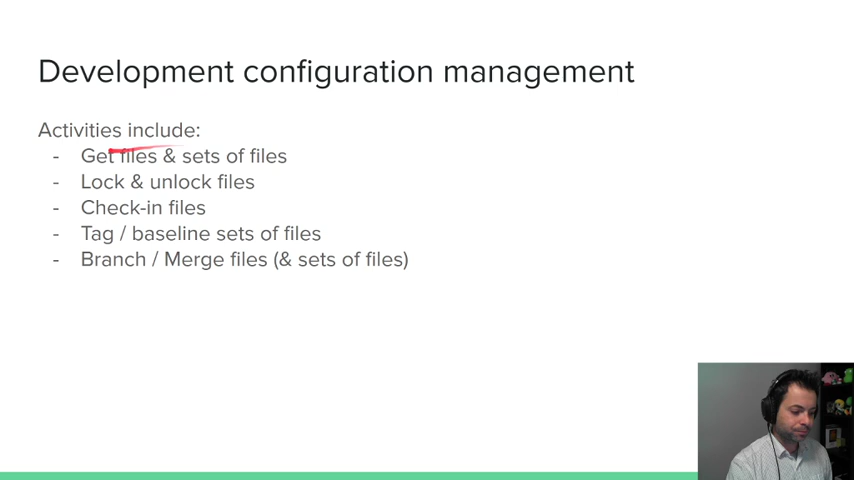 Development configuration management
Activities include:
- Get files & sets of files
- Lock & unlock files
- Check-in files
- Tag / baseline sets of files
- Branch / Merge files (& sets of files)